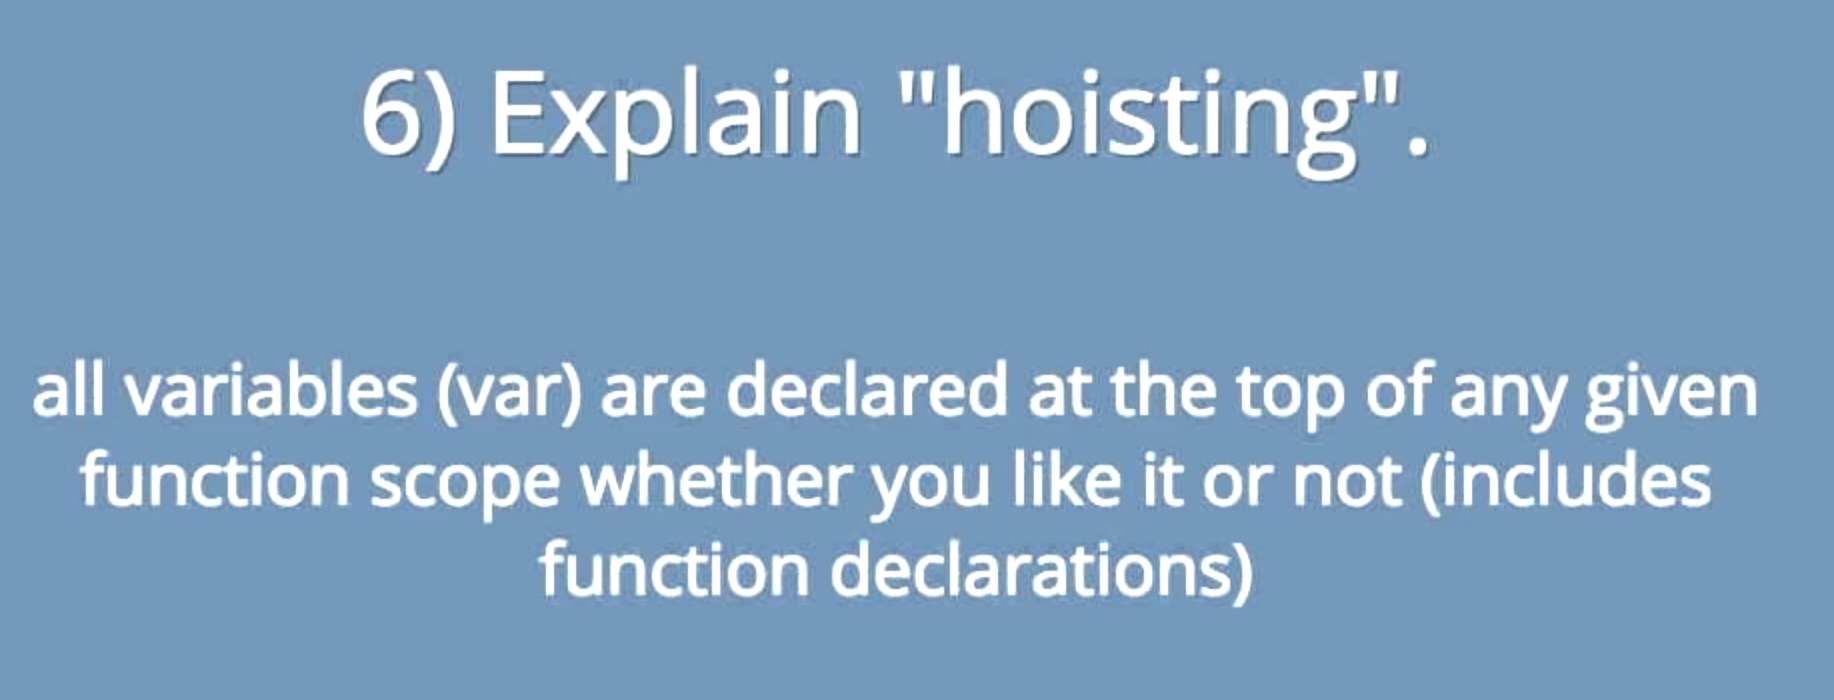 6) Explain "hoisting".
all variables (var) are declared at the top of any given
function scope whether you like it or not (includes
function declarations)